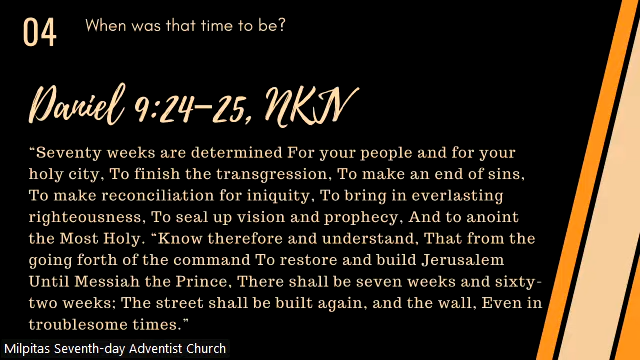 04
When was that time to be?
Daniel 9:24–25, NKJV
“Seventy weeks are determined For your people and for your
holy city, To finish the transgression, To make an end of sins,
To make reconciliation for iniquity, To bring in everlasting
righteousness, To seal up vision and prophecy, And to anoint
the Most Holy. “Know therefore and understand, That from the
going forth of the command To restore and build Jerusalem
Until Messiah the Prince, There shall be seven weeks and sixty-
two weeks; The street shall be built again, and the wall, Even in
troublesome times.”
Milpitas Seventh-day Adventist Church